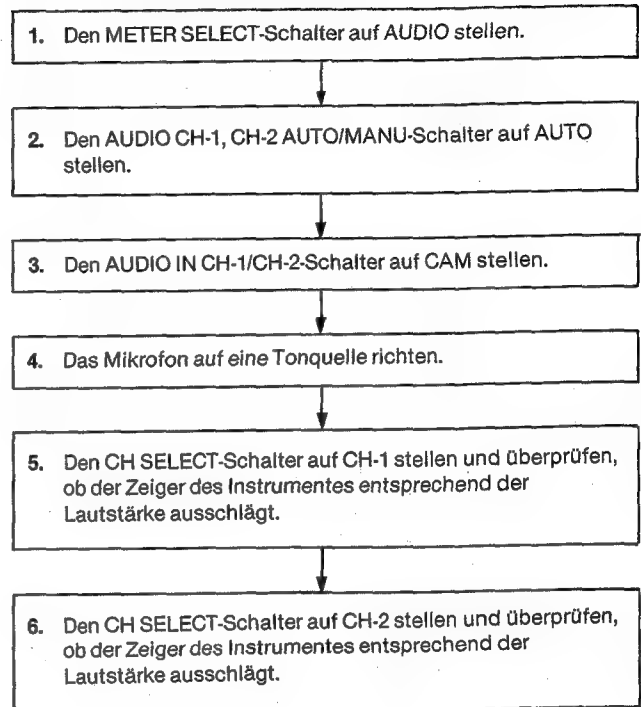 1. Den METER SELECT-Schalter auf AUDIO stellen.
2. Den AUDIO CH-1, CH-2 AUTO/MANU-Schalter auf AUTO
stellen.
3. Den AUDIO IN CH-1/CH-2-Schalter auf CAM stellen.
4. Das Mikrofon auf eine Tonquelle richten.
5. Den CH SELECT-Schalter auf CH-1 stellen und überprüfen,
ob der Zeiger des Instrumentes entsprechend der
Lautstärke ausschlägt.
6. Den CH SELECT-Schalter auf CH-2 stellen und überprüfen,
ob der Zeiger des Instrumentes entsprechend der
Lautstärke ausschlägt.